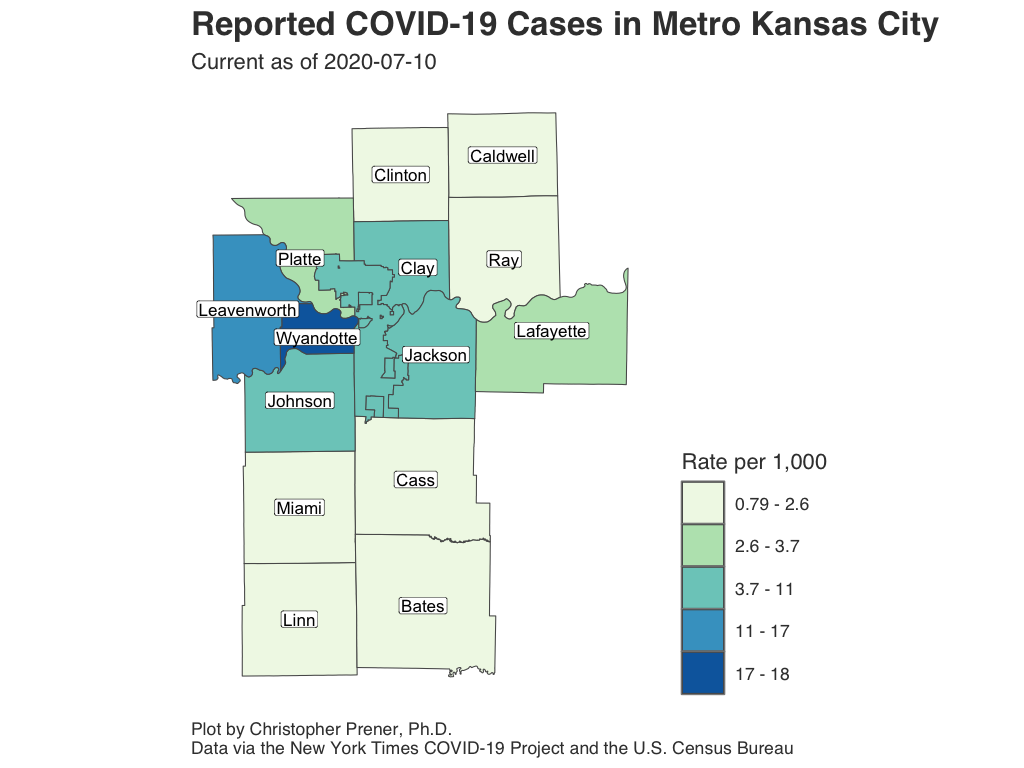 Reported COVID-19 Cases in Metro Kansas City
Current as of 2020-07-10
Caldwell
Clinton
Platte
Clay
Ray
Leavenworth
Wyandotte
Lafayette
Jackson
Johnson
Cass
Miami
Bates
Linn
Rate per 1,000
0.79 - 2.6
2.6 - 3.7
3.7 - 11
11 - 17
17 - 18
Plot by Christopher Prener, Ph.D.
Data via the New York Times COVID-19 Project and the U.S. Census Bureau